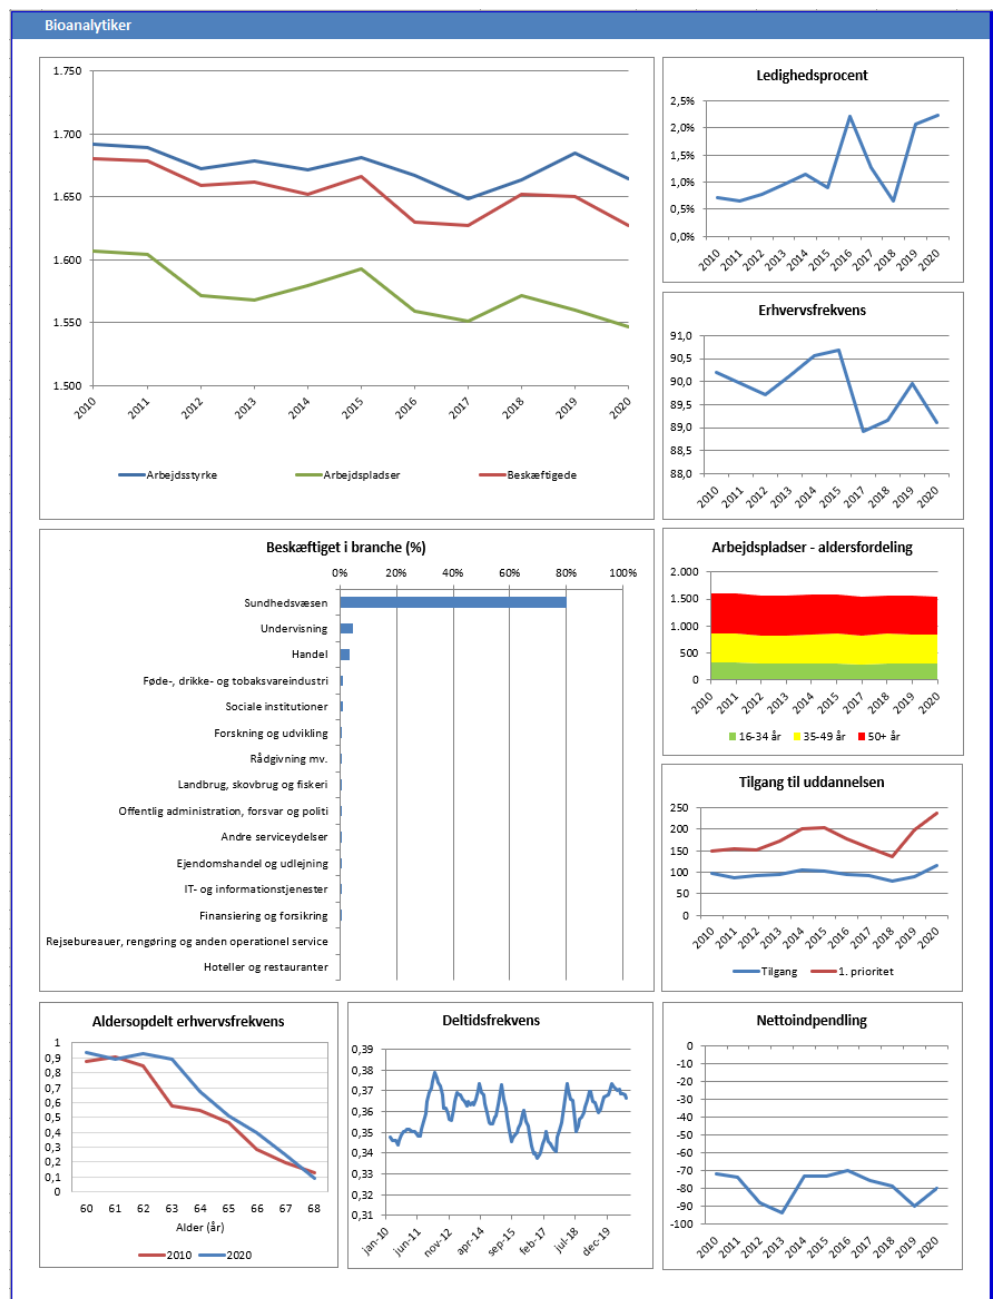 Bioanalytiker
1.750
1.700
1.650
1.600
1.550
1.500
2010 2011 2012 2013 2014 2015 2016 2017 2018 2019 2020
Arbejdsstyrke Arbejdspladser Beskæftigede
Ledighedsprocent
2,5%
2,0%
1,5%
1,0%
0,5%
0,0%
2010 2011 2012 2013 2014 2015 2016 2017 2018 2019 2020
Erhvervsfrekvens
91,0
90,5
90,0
89,5
89,0
88,5
88,0
2010 2011 2012 2013 2014 2015 2017 2018 2019 2020
Beskæftiget i branche (%)
0% 20% 40% 60% 80% 100%
Sundhedsvæsen
Undervisning
Handel
Føde-, drikke- og tobaksvareindustri
Sociale institutioner
Forskning og udvikling
Rådgivning mv.
Landbrug, skovbrug og fiskeri
Offentlig administration, forsvar og politi
Andre serviceydelser
Ejendomshandel og udlejning
IT- og informationstjenester
Finansiering og forsikring
Rejsebureauer, rengøring og anden operationel service
Hoteller og restauranter
Arbejdspladser - aldersfordeling
2.000
1.500
1.000
500
0
2010 2011 2012 2013 2014 2015 2017 2018 2019 2020
16-34 år 35-49 år 50+ år
Tilgang til uddannelsen
250
200
150
100
50
0
2010 2011 2012 2013 2014 2015 2016 2017 2018 2019 2020
Tilgang 1. prioritet
Aldersopdelt erhvervsfrekvens
1
0,9
0,8
0,7
0,6
0,5
0,4
0,3
0,2
0,1
0
60 61 62 63 64 65 66 67 68
Alder (år)
2010 2020
Deltidsfrekvens
0,39
0,38
0,37
0,36
0,35
0,34
0,33
0,32
0,31
jan-10 jun-11 nov-12 apr-14 sep-15 feb-17 jul-18 dec-19
Nettoindpendling
0
-10
-20
-30
-40
-50
-60
-70
-80
-90
-100
2010 2011 2012 2013 2014 2015 2016 2017 2018 2019 2020